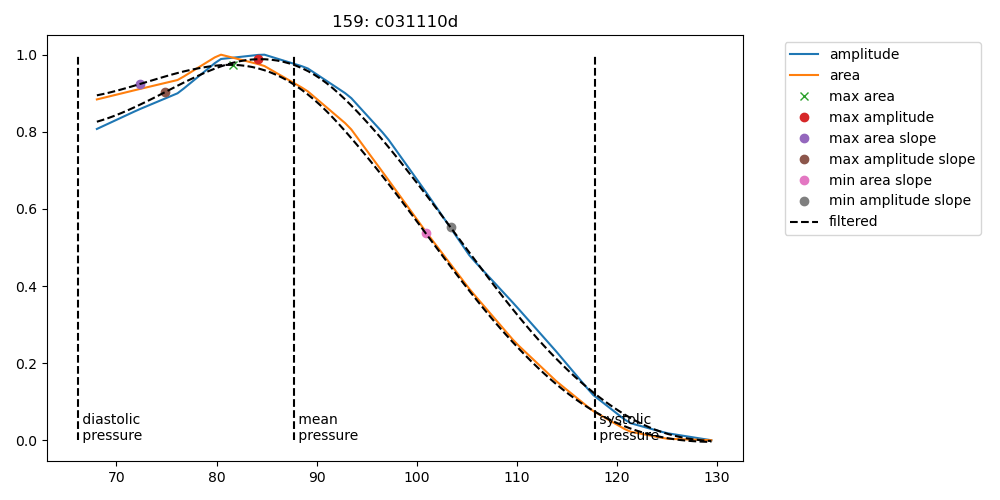 159: c031110d
1.0
0.8
0.6
0.4
0.2
0.0
diastolic
pressure
mean
pressure
systolic
pressure
70
80
90
100
110
120
130
amplitude
area
max area
max amplitude
max area slope
max amplitude slope
min area slope
min amplitude slope
filtered